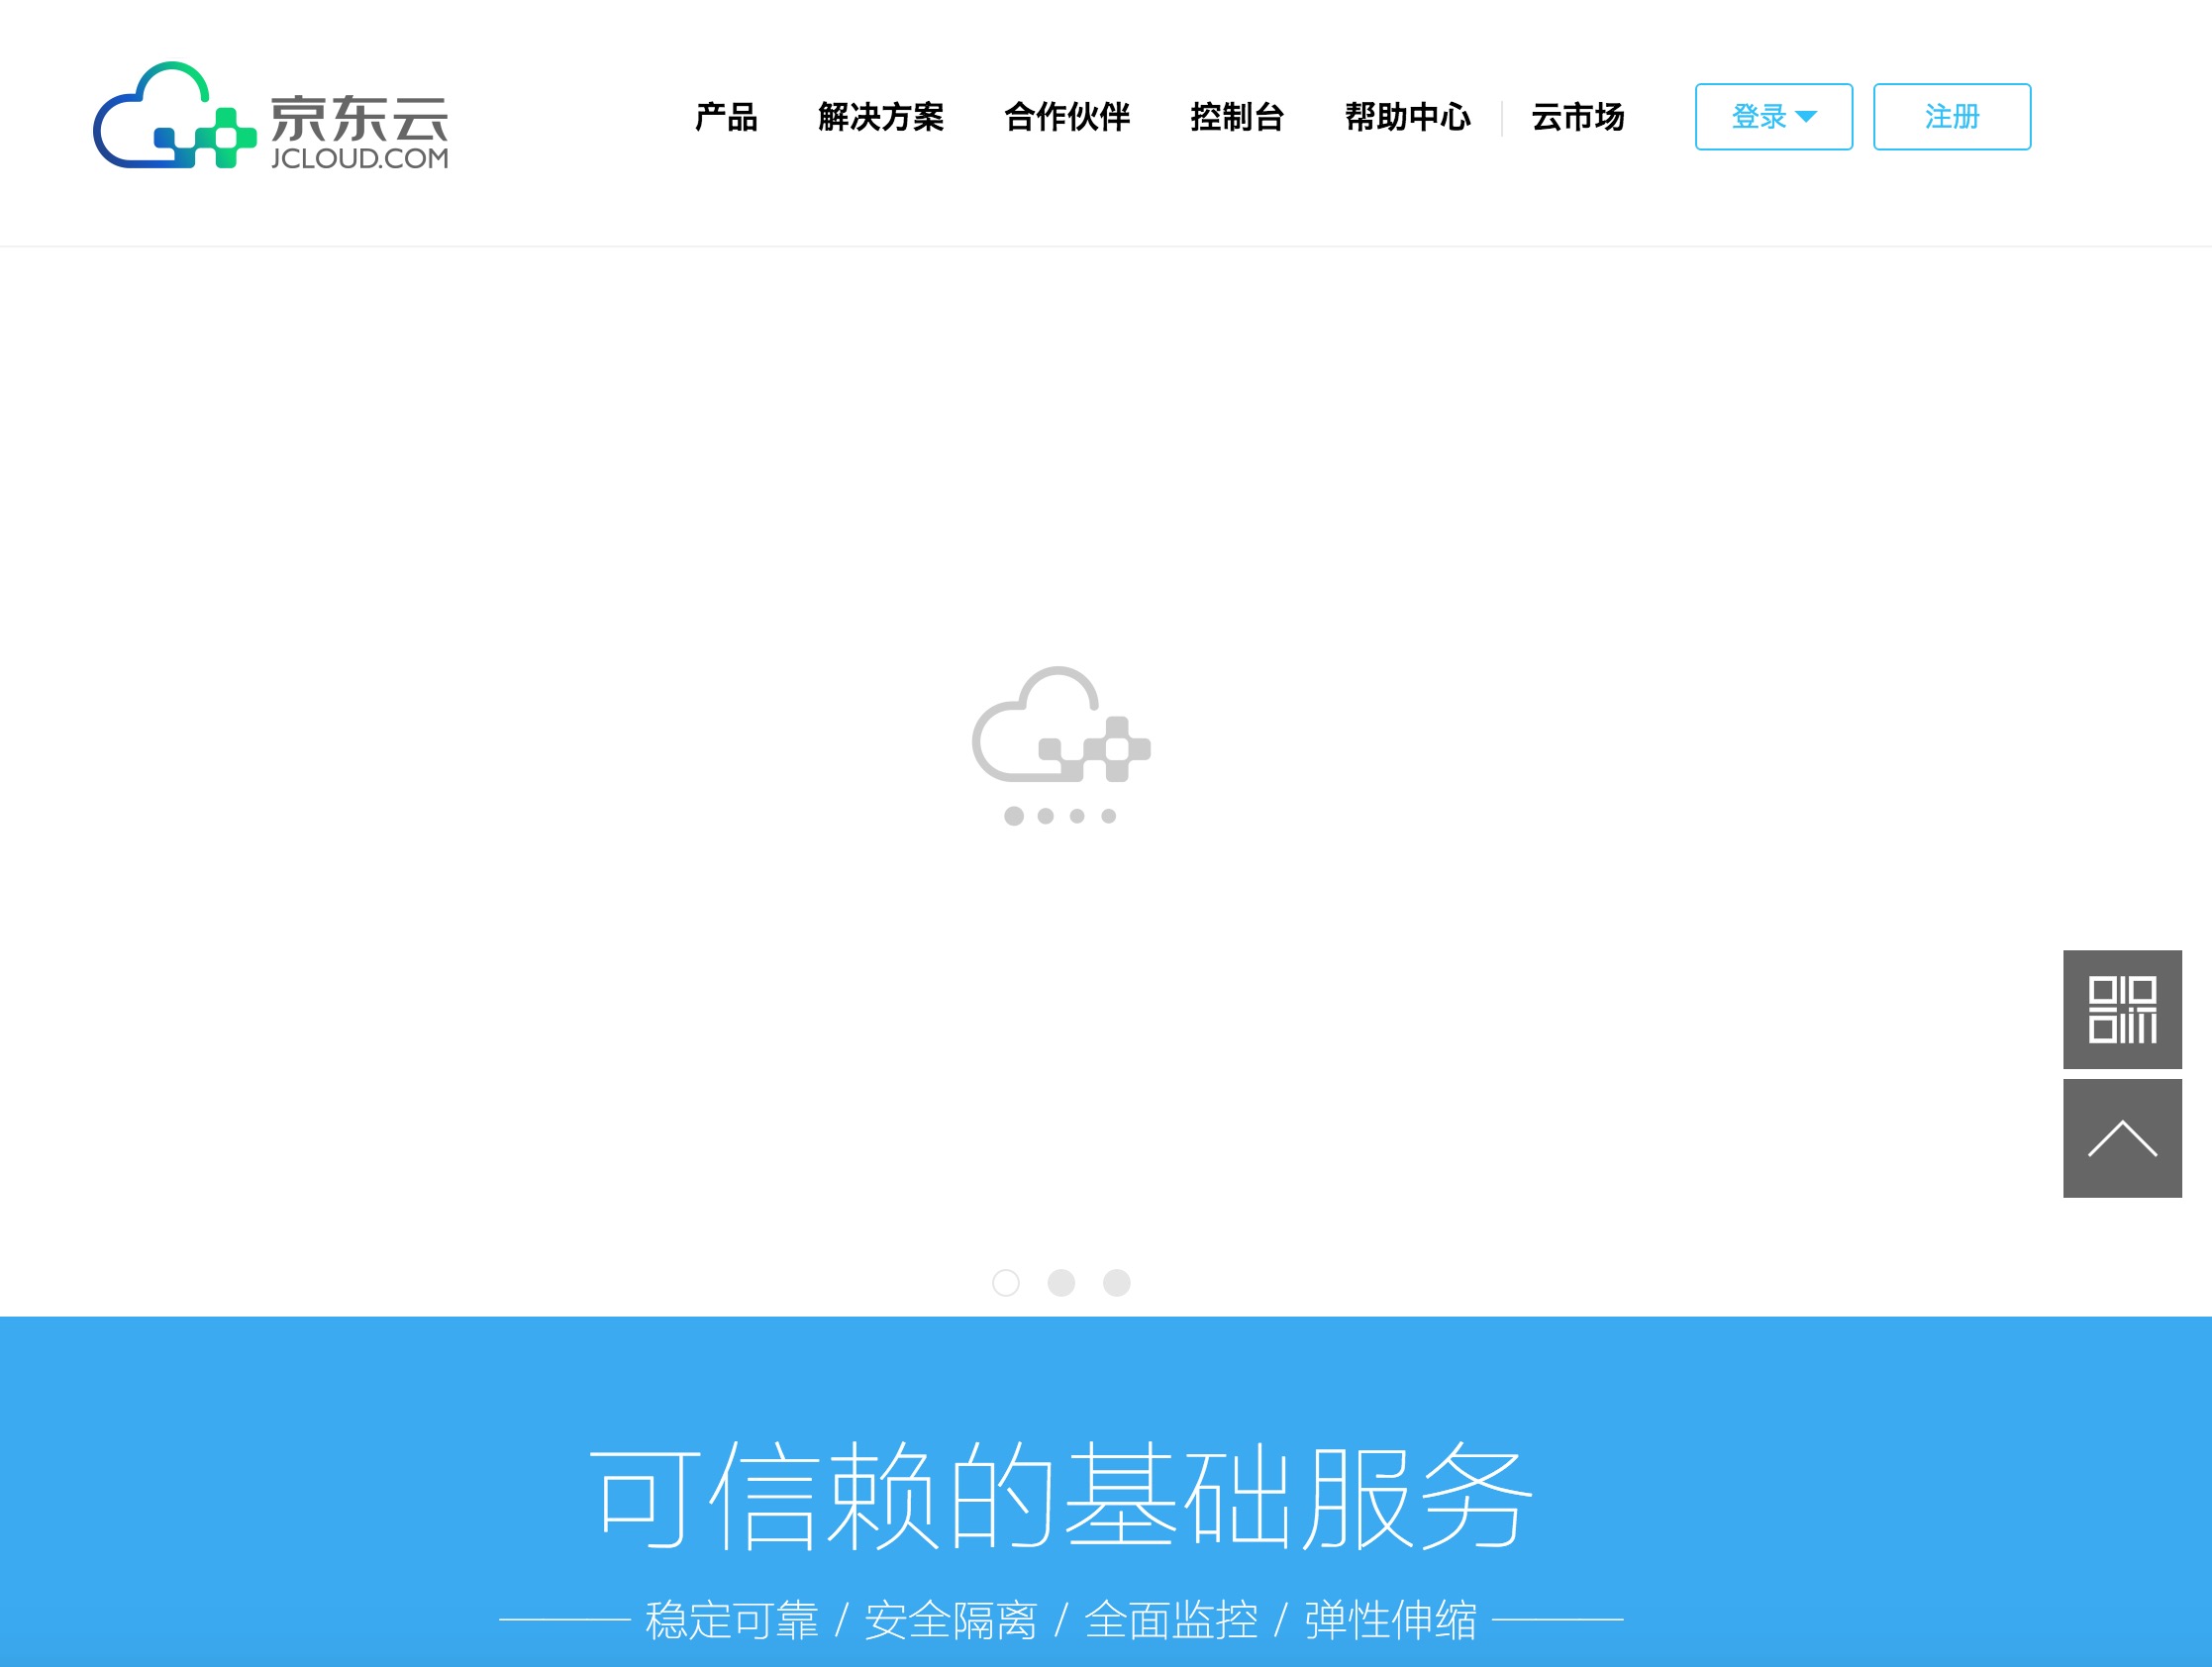 京东云
JCLOUD.COM
产品 解决方案 合作伙伴 控制台 帮助中心 云市场 登录 注册
可信赖的基础服务
稳定可靠 / 安全隔离 / 全面监控 / 弹性伸缩